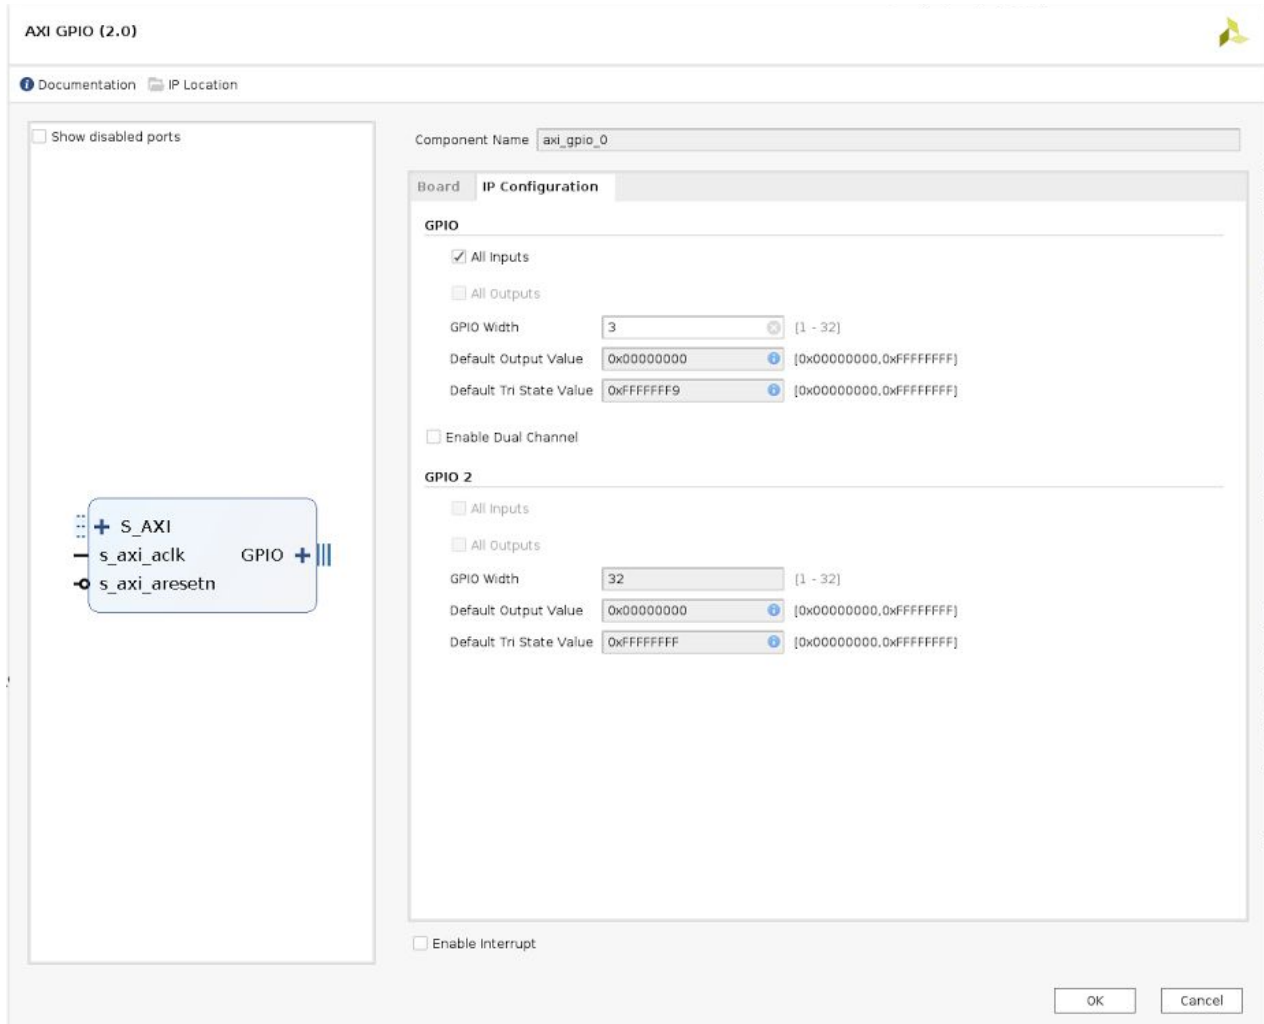 AXI GPIO (2.0)
Documentation IP Location
Show disabled ports
S_AXI
s_axi_aclk
GPIO
s_axi_aresetn
Component Name axi_gpio_0
Board IP Configuration
GPIO
All Inputs
All Outputs
GPIO Width 3 [1 - 32]
Default Output Value 0x00000000 [0x00000000,0xFFFFFFFF]
Default Tri State Value 0xFFFFFFF9 [0x00000000,0xFFFFFFFF]
Enable Dual Channel
GPIO 2
All Inputs
All Outputs
GPIO Width 32 [1 - 32]
Default Output Value 0x00000000 [0x00000000,0xFFFFFFFF]
Default Tri State Value 0xFFFFFFFF [0x00000000,0xFFFFFFFF]
Enable Interrupt
OK Cancel